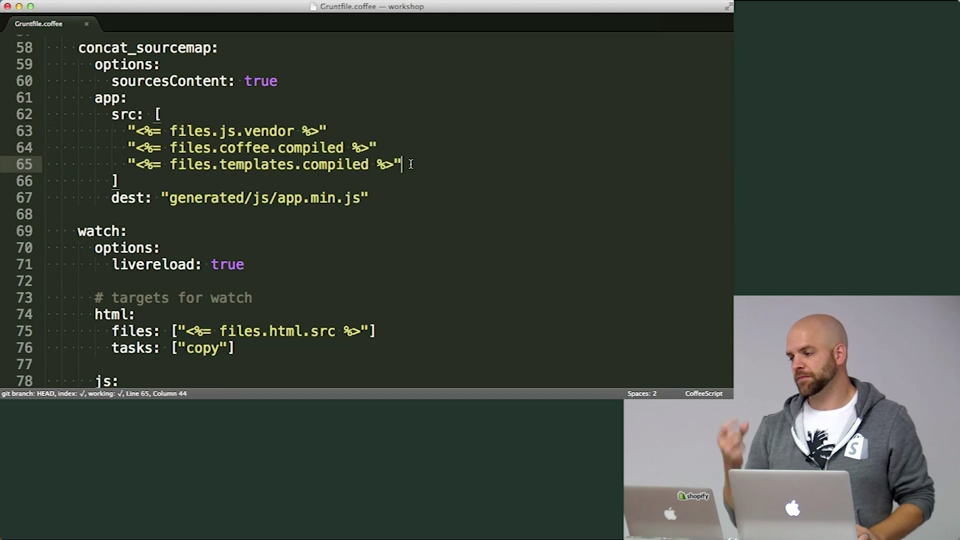 Gruntfile.coffee — workshop
Gruntfile.coffee ×
58 concat_sourcemap:
59 options:
60 sourcesContent: true
61 app:
62 src: [
63 "<%= files.js.vendor %>"
64 "<%= files.coffee.compiled %>"
65 "<%= files.templates.compiled %>"
66 ]
67 dest: "generated/js/app.min.js"
68
69 watch:
70 options:
71 livereload: true
72
73 # targets for watch
74 html:
75 files: ["<%= files.html.src %>"]
76 tasks: ["copy"]
77
78 js:
git branch: HEAD, index: √, working: √, Line 65, Column 44 Spaces: 2 CoffeeScript
S
shopify